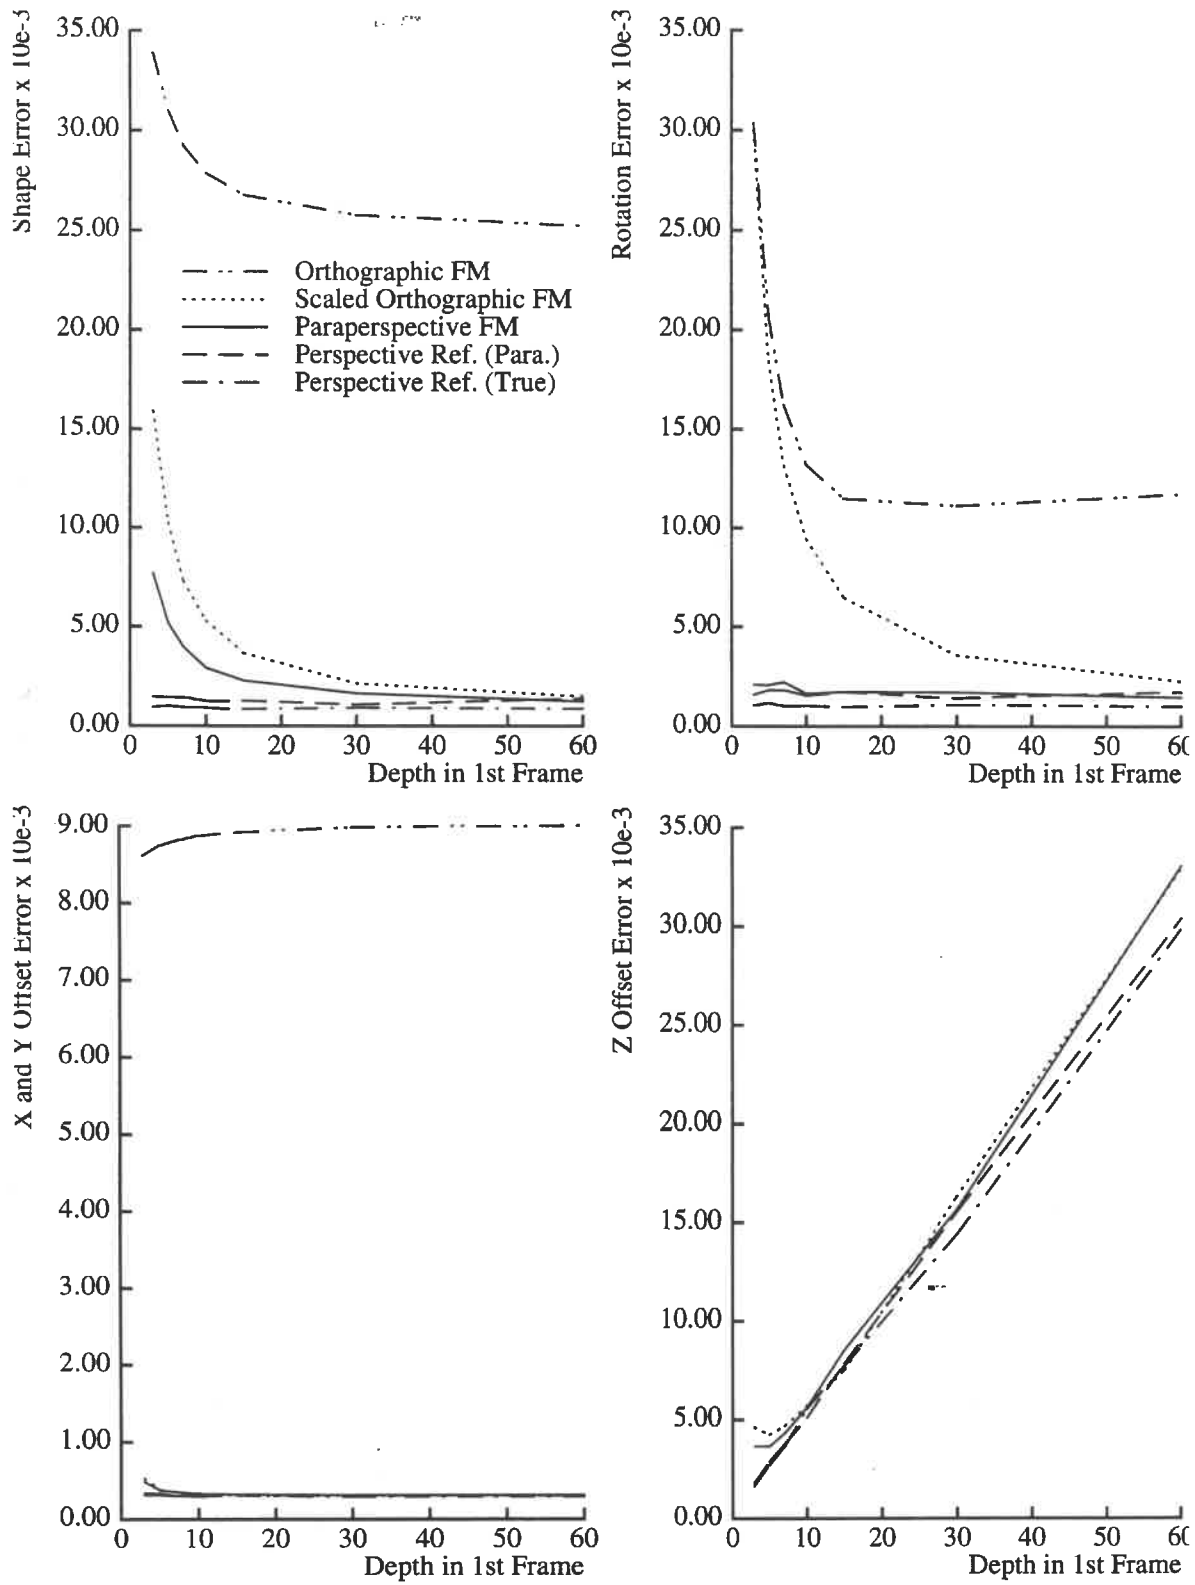 Shape Error x 10e-3
35.00
30.00
25.00
20.00
15.00
10.00
5.00
0.00
0 10 20 30 40 50 60
Depth in 1st Frame
Orthographic FM
Scaled Orthographic FM
Paraperspective FM
Perspective Ref. (Para.)
Perspective Ref. (True)
Rotation Error x 10e-3
35.00
30.00
25.00
20.00
15.00
10.00
5.00
0.00
0 10 20 30 40 50 60
Depth in 1st Frame
X and Y Offset Error x 10e-3
9.00
8.00
7.00
6.00
5.00
4.00
3.00
2.00
1.00
0.00
0 10 20 30 40 50 60
Depth in 1st Frame
Z Offset Error x 10e-3
35.00
30.00
25.00
20.00
15.00
10.00
5.00
0.00
0 10 20 30 40 50 60
Depth in 1st Frame